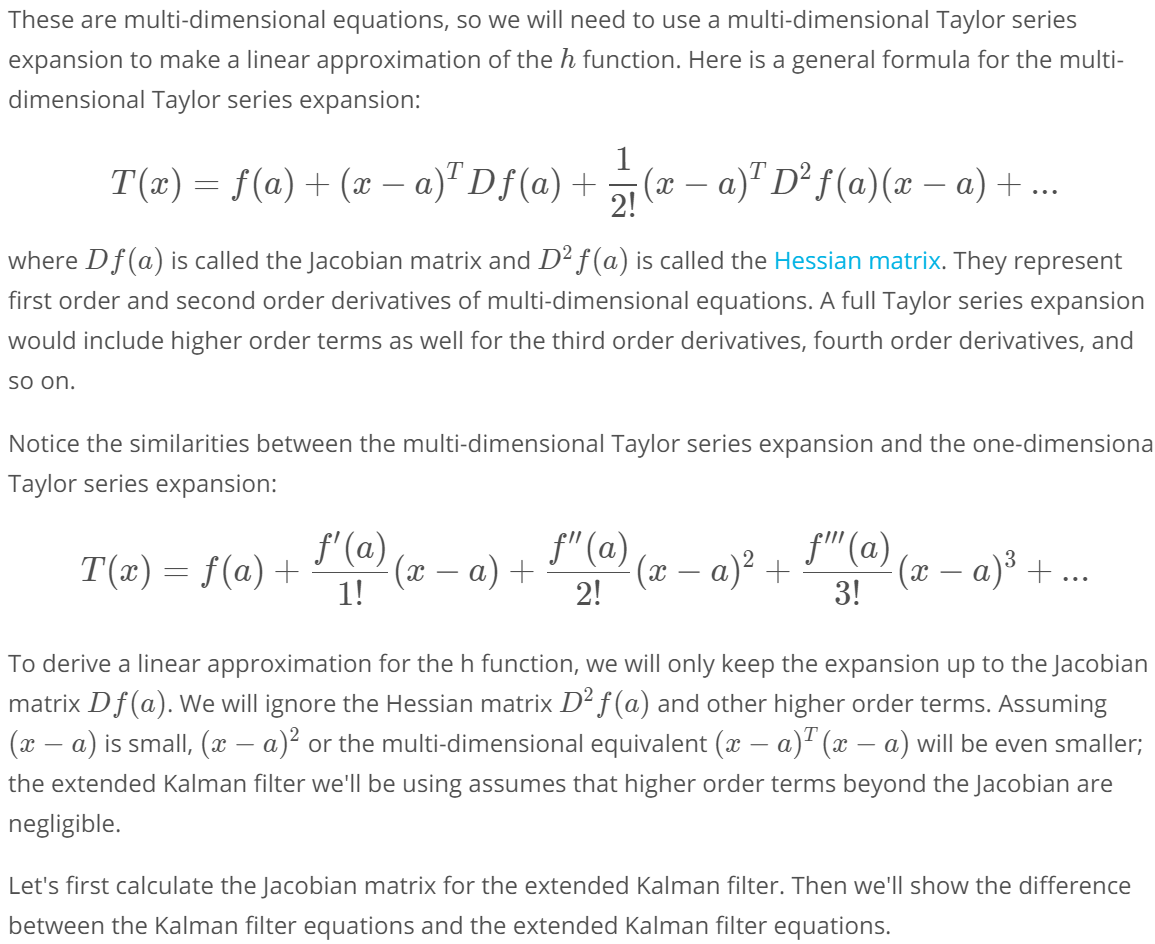 These are multi-dimensional equations, so we will need to use a multi-dimensional Taylor series
expansion to make a linear approximation of the h function. Here is a general formula for the multi-
dimensional Taylor series expansion:
T(x) = f(a) + (x − a)ᵀ Df(a) + 1/2! (x − a)ᵀ D²f(a)(x − a) + ...
where Df(a) is called the Jacobian matrix and D²f(a) is called the Hessian matrix. They represent
first order and second order derivatives of multi-dimensional equations. A full Taylor series expansion
would include higher order terms as well for the third order derivatives, fourth order derivatives, and
so on.
Notice the similarities between the multi-dimensional Taylor series expansion and the one-dimensiona
Taylor series expansion:
T(x) = f(a) + f′(a)/1! (x − a) + f″(a)/2! (x − a)² + f‴(a)/3! (x − a)³ + ...
To derive a linear approximation for the h function, we will only keep the expansion up to the Jacobian
matrix Df(a). We will ignore the Hessian matrix D²f(a) and other higher order terms. Assuming
(x − a) is small, (x − a)² or the multi-dimensional equivalent (x − a)ᵀ(x − a) will be even smaller;
the extended Kalman filter we'll be using assumes that higher order terms beyond the Jacobian are
negligible.
Let's first calculate the Jacobian matrix for the extended Kalman filter. Then we'll show the difference
between the Kalman filter equations and the extended Kalman filter equations.